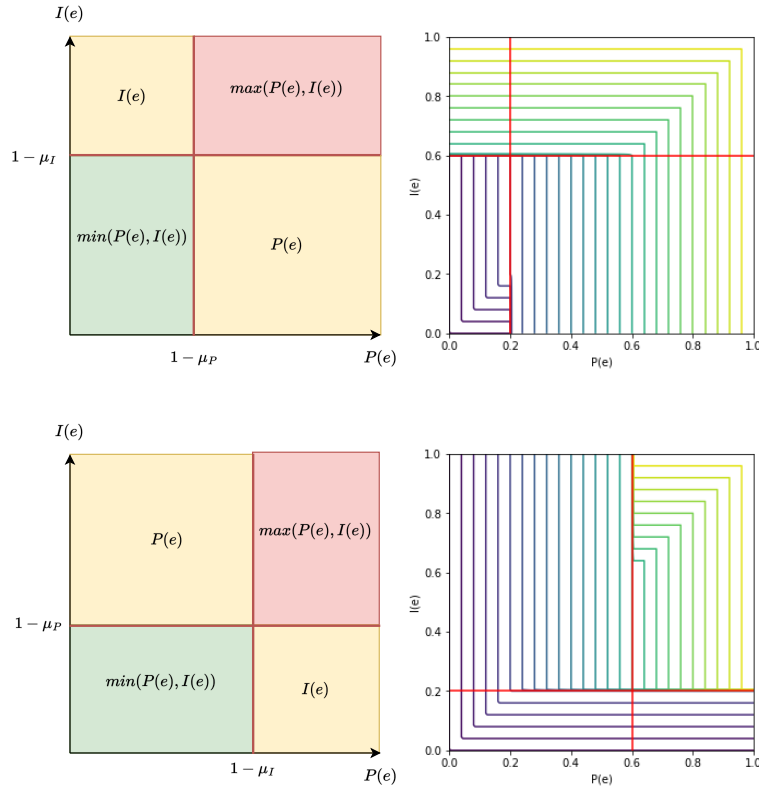 I(e)
I(e)
max(P(e), I(e))
1 − μ_I
min(P(e), I(e))
P(e)
1 − μ_P
P(e)
1.0
0.8
0.6
0.4
0.2
0.0
I(e)
0.0 0.2 0.4 0.6 0.8 1.0
P(e)
I(e)
P(e)
max(P(e), I(e))
1 − μ_P
min(P(e), I(e))
I(e)
1 − μ_I
P(e)
1.0
0.8
0.6
0.4
0.2
0.0
I(e)
0.0 0.2 0.4 0.6 0.8 1.0
P(e)